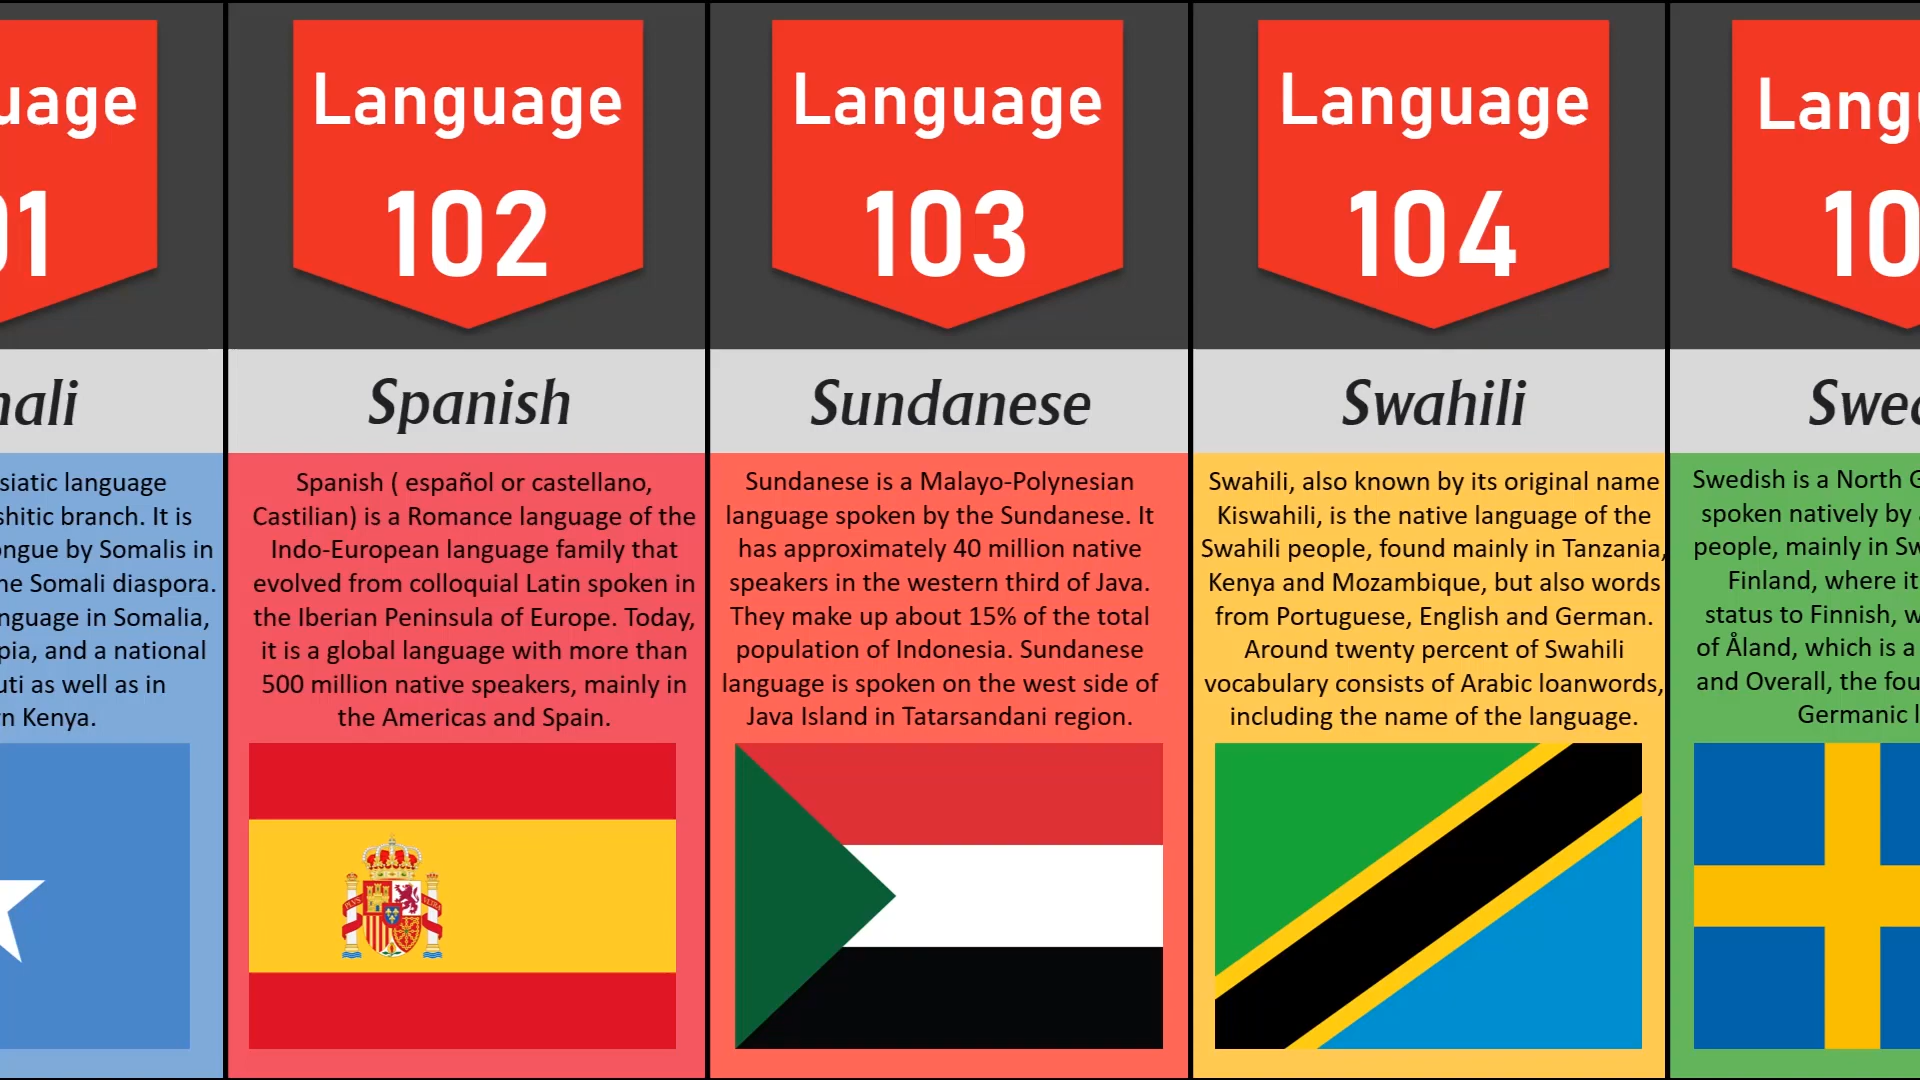 uage
01
mali
siatic language
shitic branch. It is
ongue by Somalis in
he Somali diaspora.
nguage in Somalia,
pia, and a national
uti as well as in
rn Kenya.
Language
102
Spanish
Spanish ( español or castellano,
Castilian) is a Romance language of the
Indo-European language family that
evolved from colloquial Latin spoken in
the Iberian Peninsula of Europe. Today,
it is a global language with more than
500 million native speakers, mainly in
the Americas and Spain.
Language
103
Sundanese
Sundanese is a Malayo-Polynesian
language spoken by the Sundanese. It
has approximately 40 million native
speakers in the western third of Java.
They make up about 15% of the total
population of Indonesia. Sundanese
language is spoken on the west side of
Java Island in Tatarsandani region.
Language
104
Swahili
Swahili, also known by its original name
Kiswahili, is the native language of the
Swahili people, found mainly in Tanzania,
Kenya and Mozambique, but also words
from Portuguese, English and German.
Around twenty percent of Swahili
vocabulary consists of Arabic loanwords,
including the name of the language.
Langu
10
Swed
Swedish is a North G
spoken natively by
people, mainly in Sw
Finland, where it
status to Finnish, w
of Åland, which is a
and Overall, the fou
Germanic l